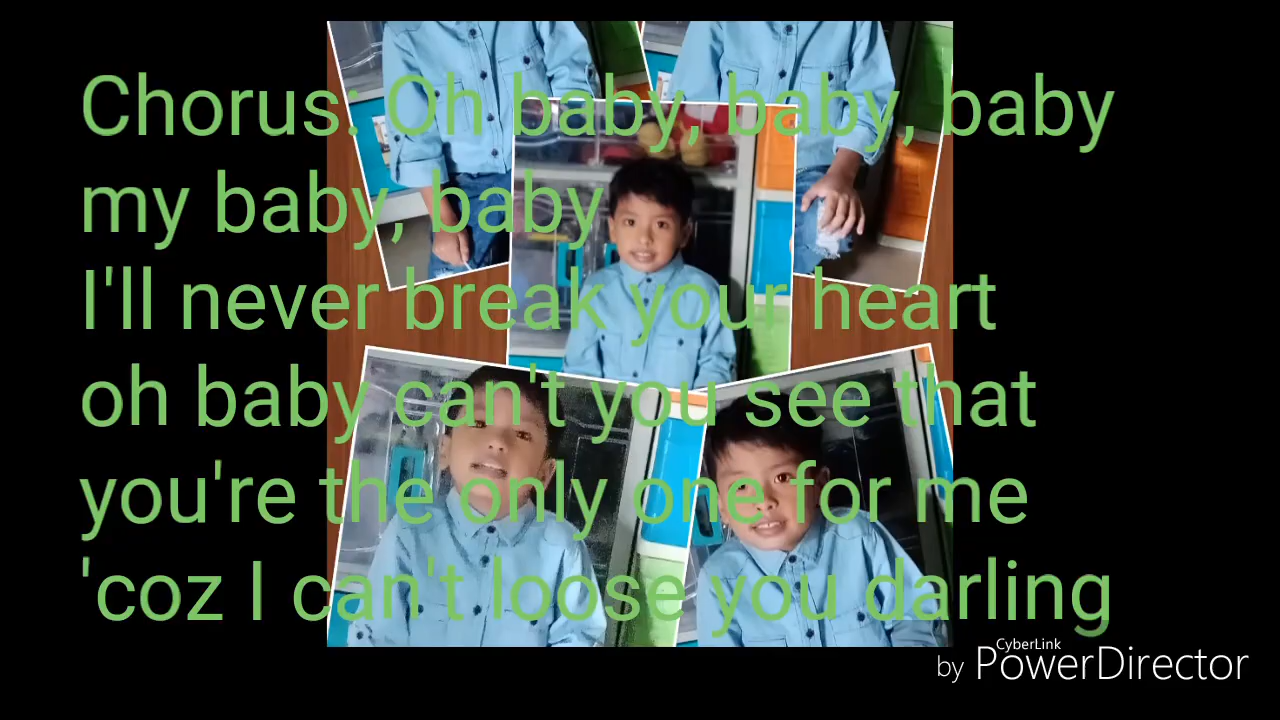 Chorus: Oh baby, baby, baby
my baby, baby
I'll never break your heart
oh baby can't you see that
you're the only one for me
'coz I can't loose you darling
CyberLink
by PowerDirector